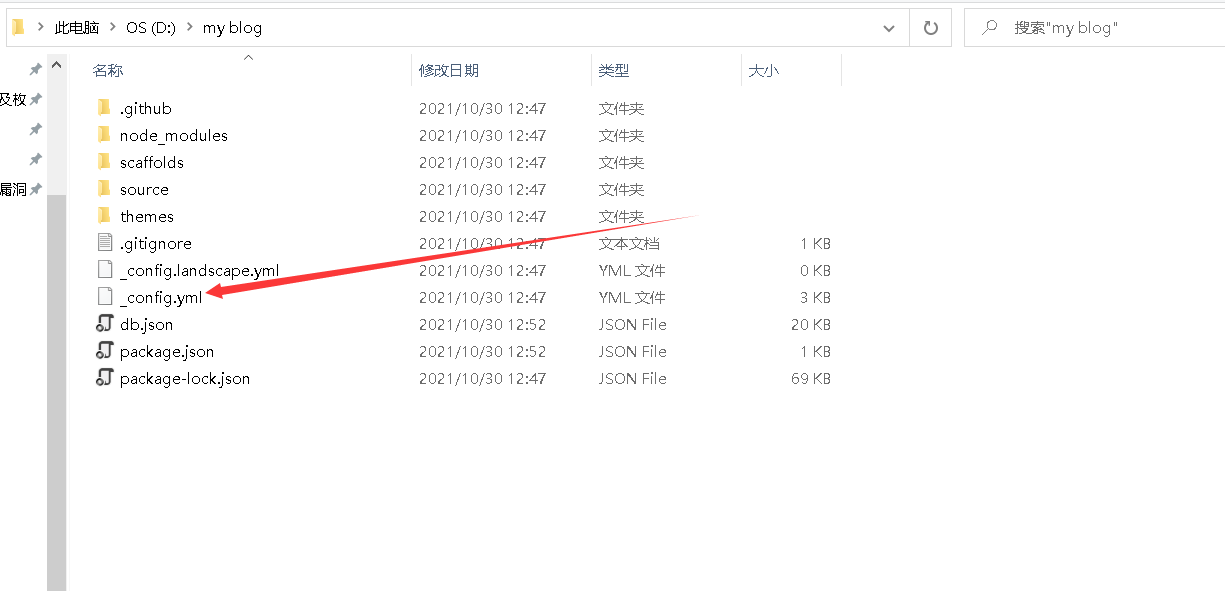 此电脑 OS (D:) my blog 搜索"my blog"
名称 修改日期 类型 大小
.github 2021/10/30 12:47 文件夹
及枚
node_modules 2021/10/30 12:47 文件夹
scaffolds 2021/10/30 12:47 文件夹
漏洞
source 2021/10/30 12:47 文件夹
themes 2021/10/30 12:47 文件夹
.gitignore 2021/10/30 12:47 文本文档 1 KB
_config.landscape.yml 2021/10/30 12:47 YML 文件 0 KB
_config.yml 2021/10/30 12:47 YML 文件 3 KB
db.json 2021/10/30 12:52 JSON File 20 KB
package.json 2021/10/30 12:52 JSON File 1 KB
package-lock.json 2021/10/30 12:47 JSON File 69 KB